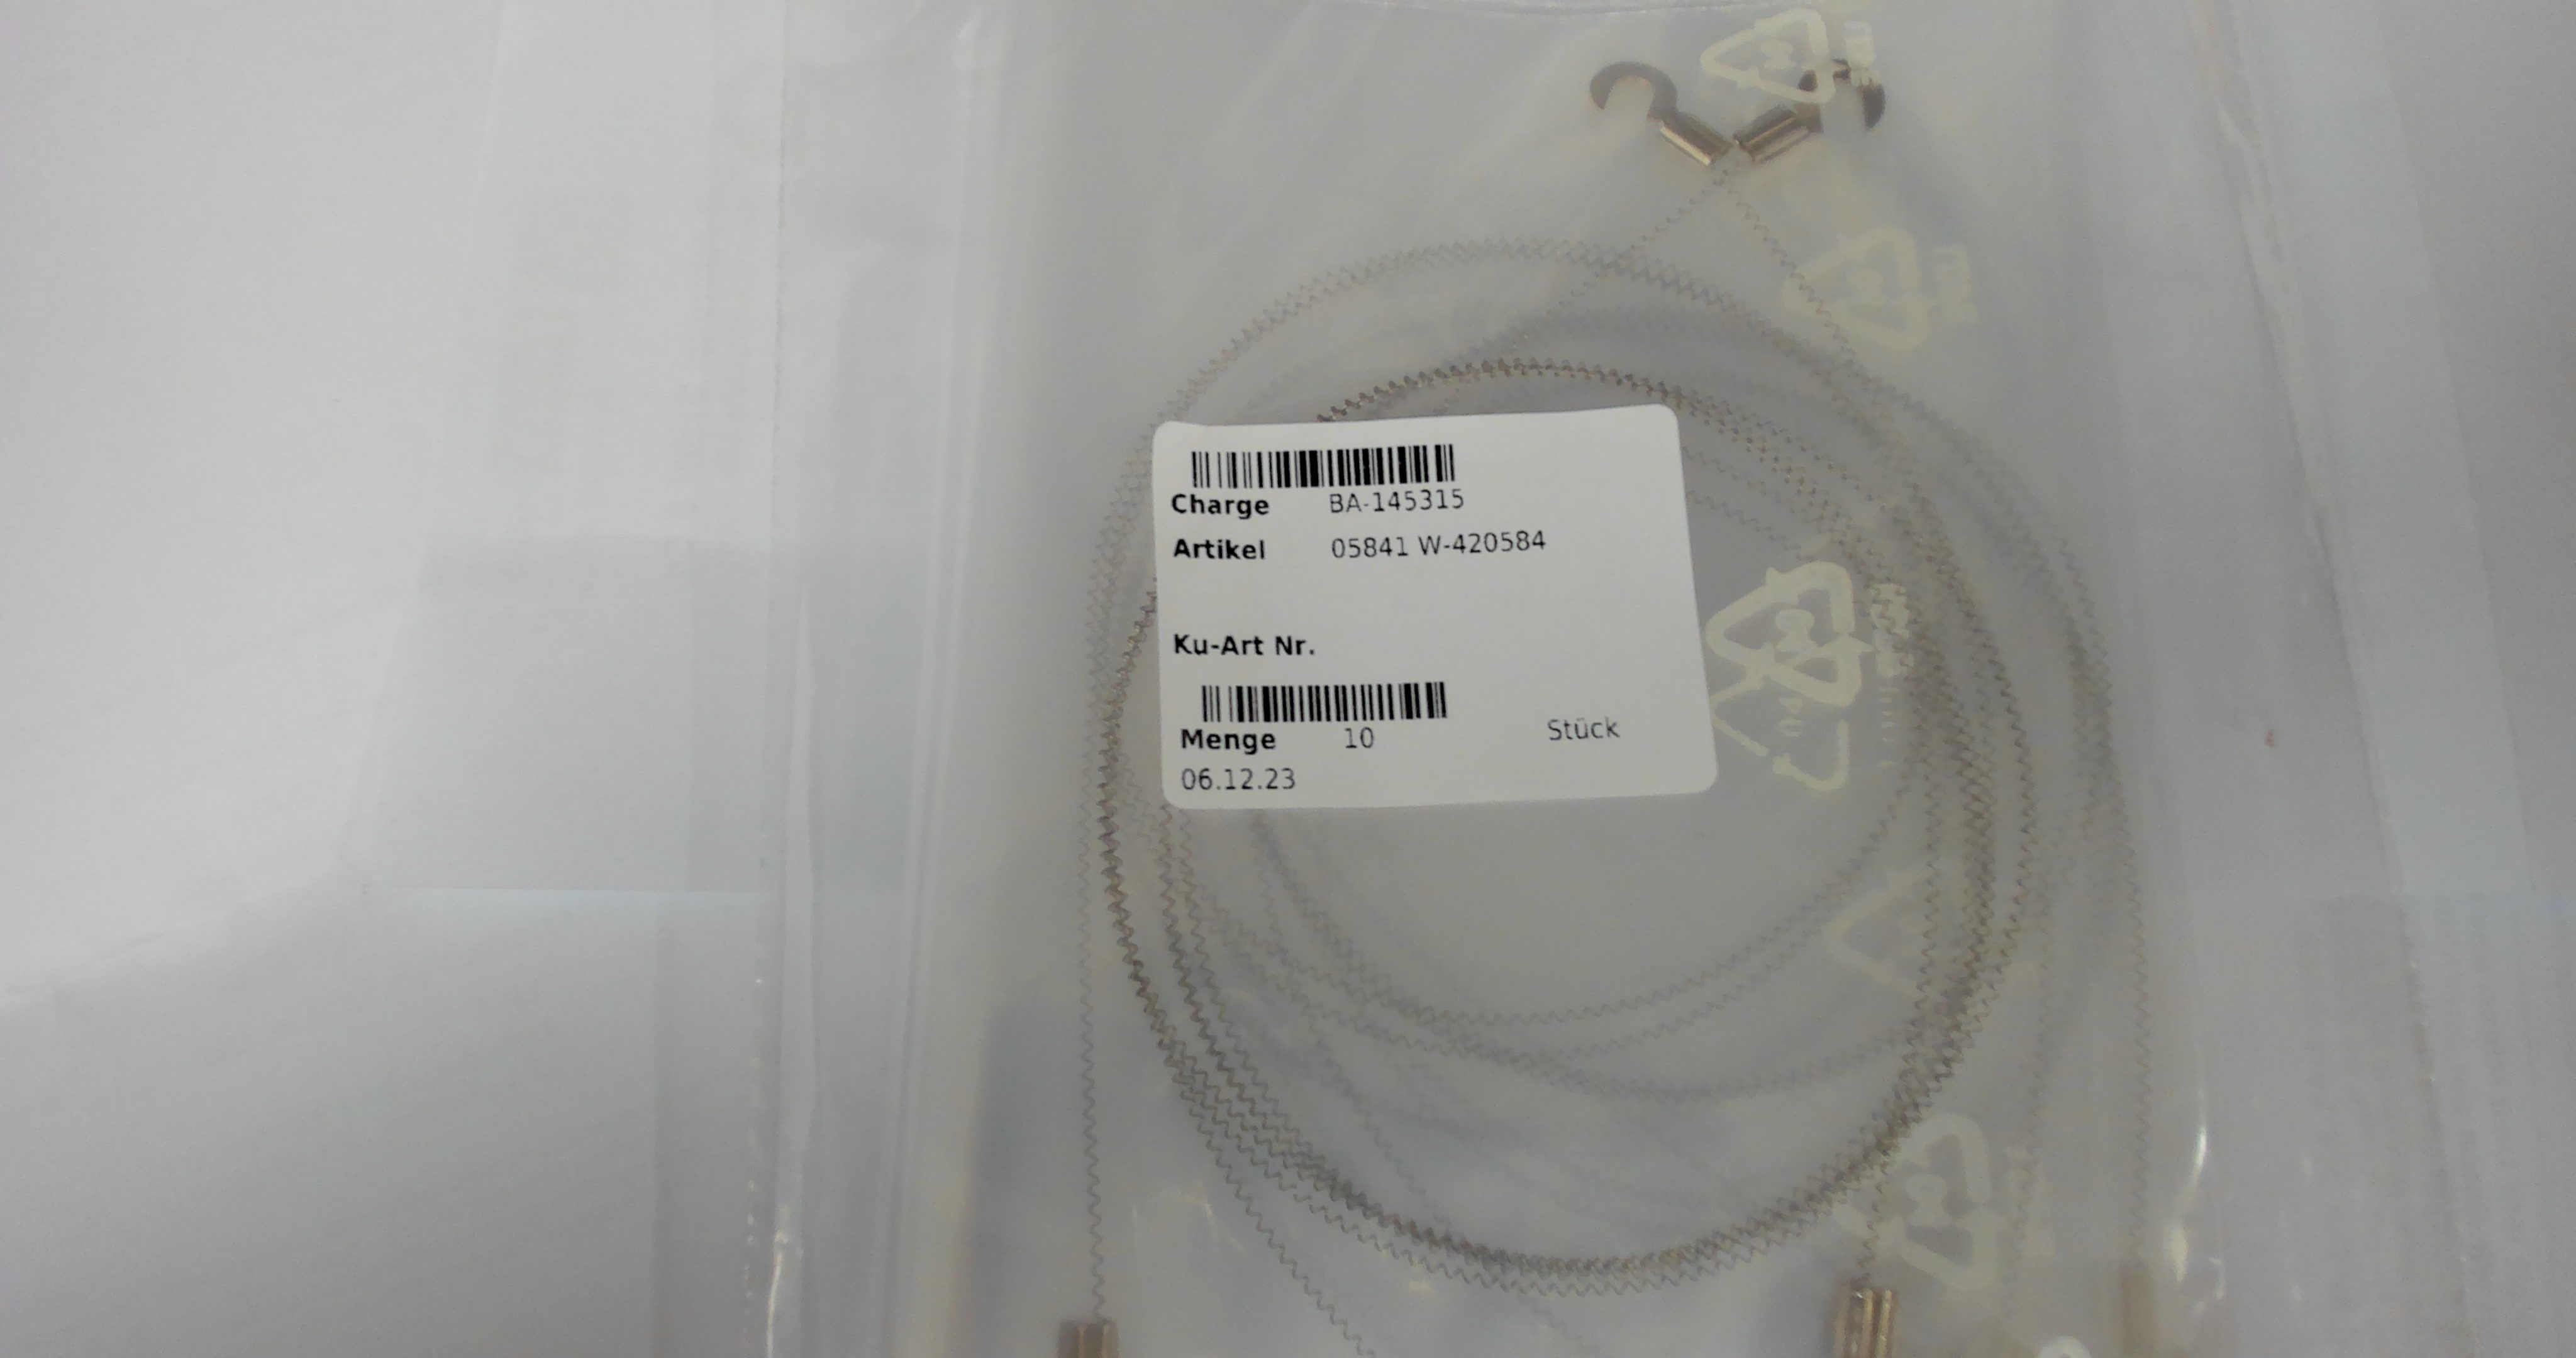 Charge BA-145315
Artikel 05841 W-420584
Ku-Art Nr.
Menge 10 Stück
06.12.23